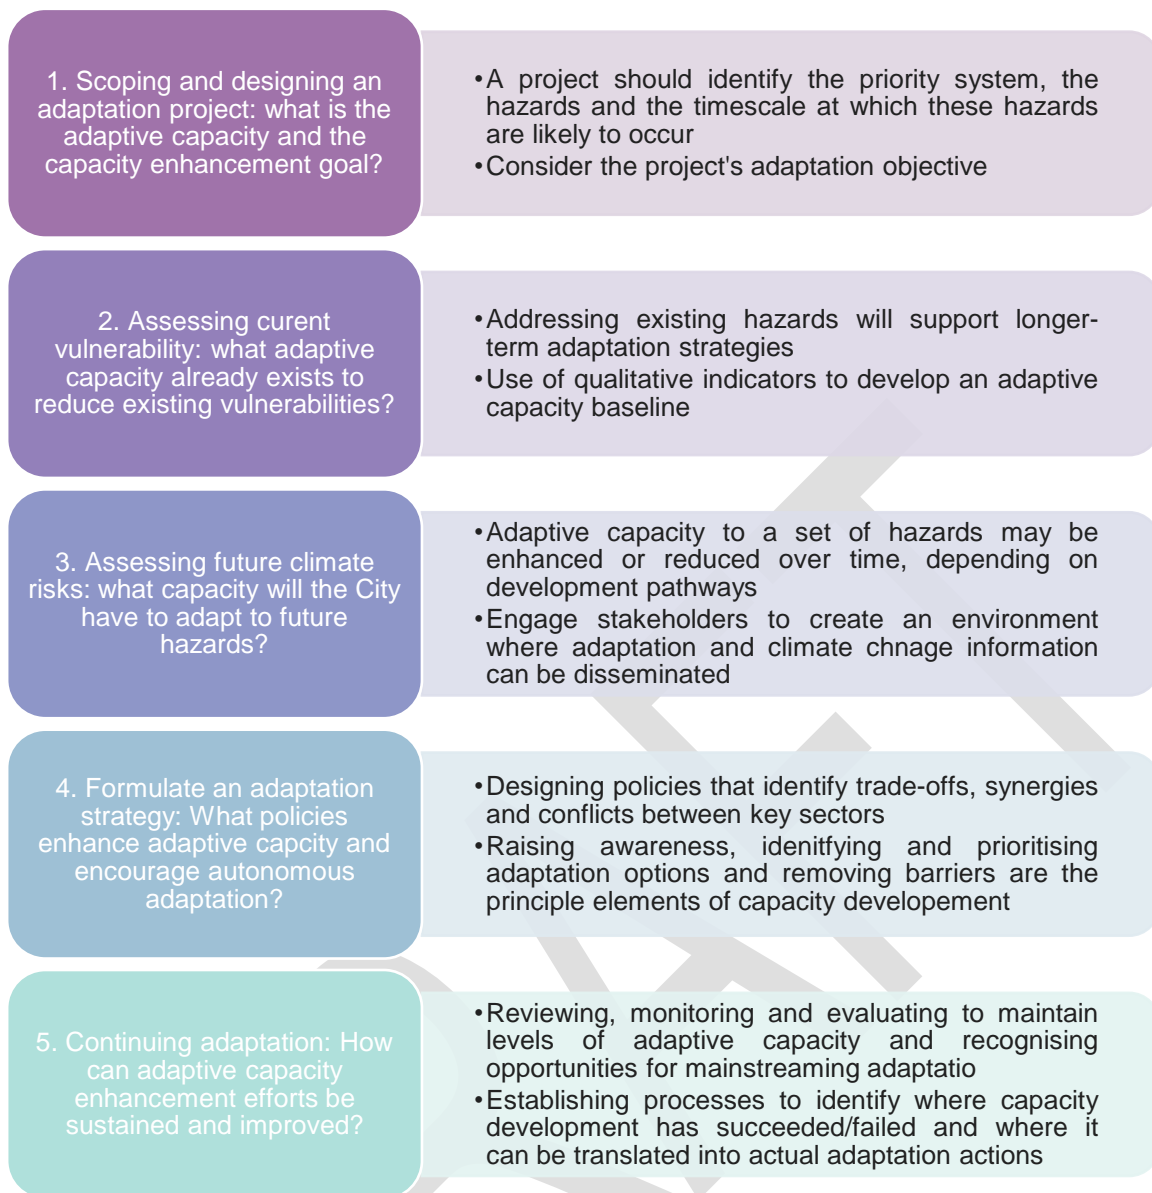 1. Scoping and designing an
adaptation project: what is the
adaptive capacity and the
capacity enhancement goal?
•A project should identify the priority system, the
hazards and the timescale at which these hazards
are likely to occur
•Consider the project's adaptation objective
2. Assessing curent
vulnerability: what adaptive
capacity already exists to
reduce existing vulnerabilities?
•Addressing existing hazards will support longer-
term adaptation strategies
•Use of qualitative indicators to develop an adaptive
capacity baseline
3. Assessing future climate
risks: what capacity will the City
have to adapt to future
hazards?
•Adaptive capacity to a set of hazards may be
enhanced or reduced over time, depending on
development pathways
•Engage stakeholders to create an environment
where adaptation and climate chnage information
can be disseminated
4. Formulate an adaptation
strategy: What policies
enhance adaptive capcity and
encourage autonomous
adaptation?
•Designing policies that identify trade-offs, synergies
and conflicts between key sectors
•Raising awareness, idenitfying and prioritising
adaptation options and removing barriers are the
principle elements of capacity developement
5. Continuing adaptation: How
can adaptive capacity
enhancement efforts be
sustained and improved?
•Reviewing, monitoring and evaluating to maintain
levels of adaptive capacity and recognising
opportunities for mainstreaming adaptatio
•Establishing processes to identify where capacity
development has succeeded/failed and where it
can be translated into actual adaptation actions
DRAFT